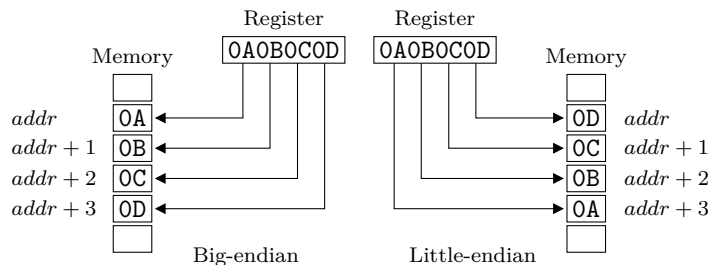 Register Register
Memory 0A0B0C0D 0A0B0C0D Memory
addr 0A 0D addr
addr + 1 0B 0C addr + 1
addr + 2 0C 0B addr + 2
addr + 3 0D 0A addr + 3
Big-endian Little-endian